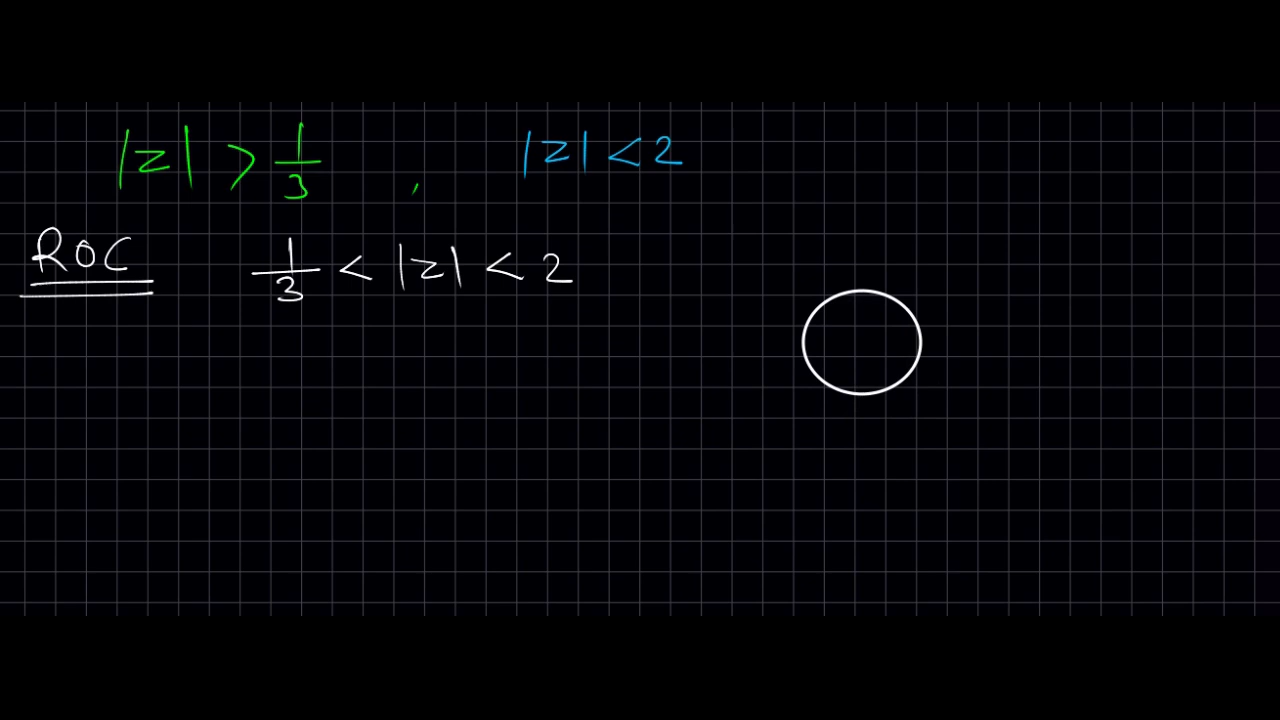 |z| > 1/3 , |z| < 2
ROC 1/3 < |z| < 2